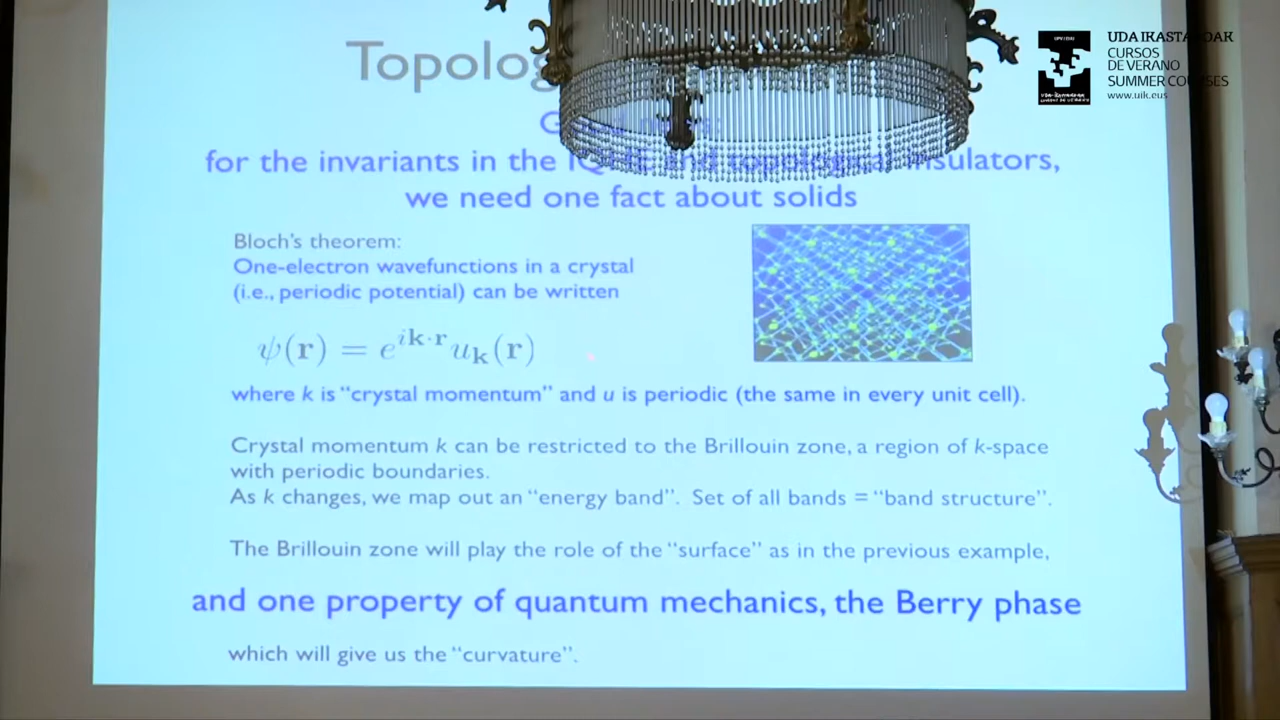 Topolog
UDA IKASTAROAK
CURSOS
DE VERANO
SUMMER COURSES
www.uik.eus
for the invariants in the IQHE and topological insulators,
we need one fact about solids
Bloch's theorem:
One-electron wavefunctions in a crystal
(i.e., periodic potential) can be written
ψ(r) = e^{ik·r}u_k(r)
where k is "crystal momentum" and u is periodic (the same in every unit cell).
Crystal momentum k can be restricted to the Brillouin zone, a region of k-space
with periodic boundaries.
As k changes, we map out an "energy band". Set of all bands = "band structure".
The Brillouin zone will play the role of the "surface" as in the previous example,
and one property of quantum mechanics, the Berry phase
which will give us the "curvature".